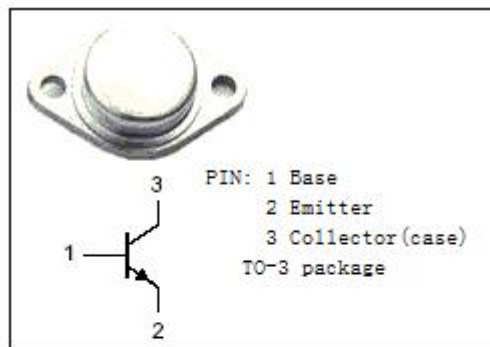 3
PIN: 1 Base
2 Emitter
1
3 Collector(case)
TO-3 package
2